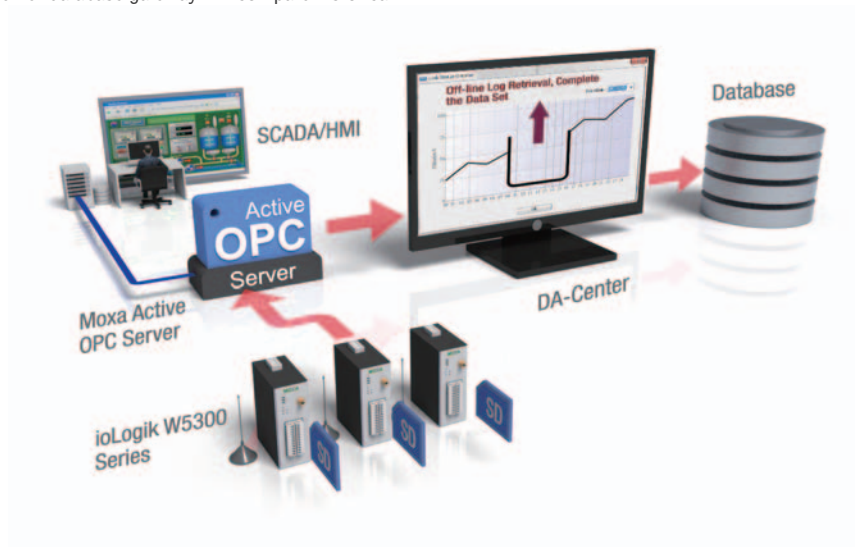 Off-line Log Retrieval, Complete
the Data Set
Database
SCADA/HMI
Active
OPC
Server
DA-Center
Moxa Active
OPC Server
ioLogik W5300
Series
SD
SD
SD